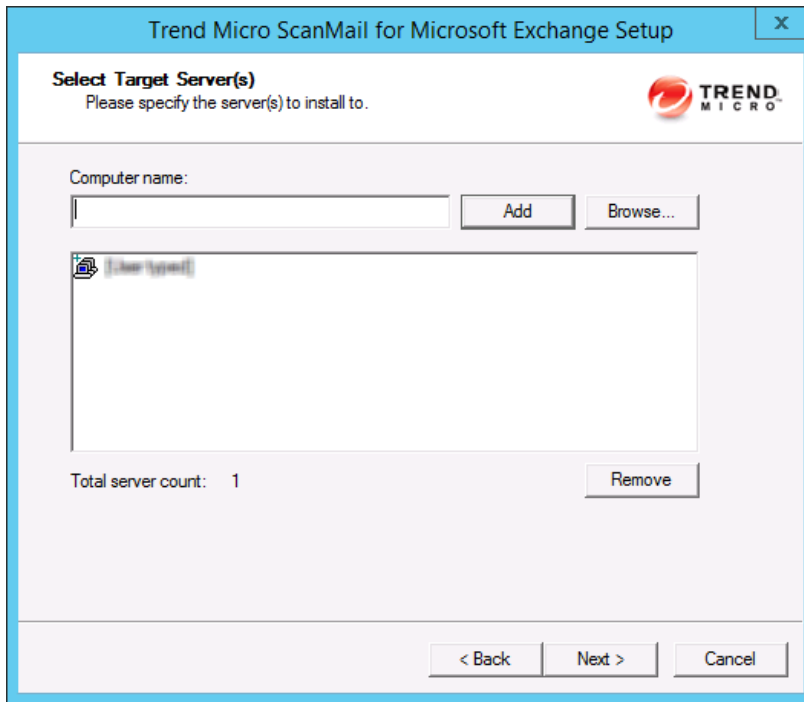 Trend Micro ScanMail for Microsoft Exchange Setup
x
Select Target Server(s)
Please specify the server(s) to install to.
TREND
MICRO™
Computer name:
Add
Browse...
Total server count: 1
Remove
< Back
Next >
Cancel